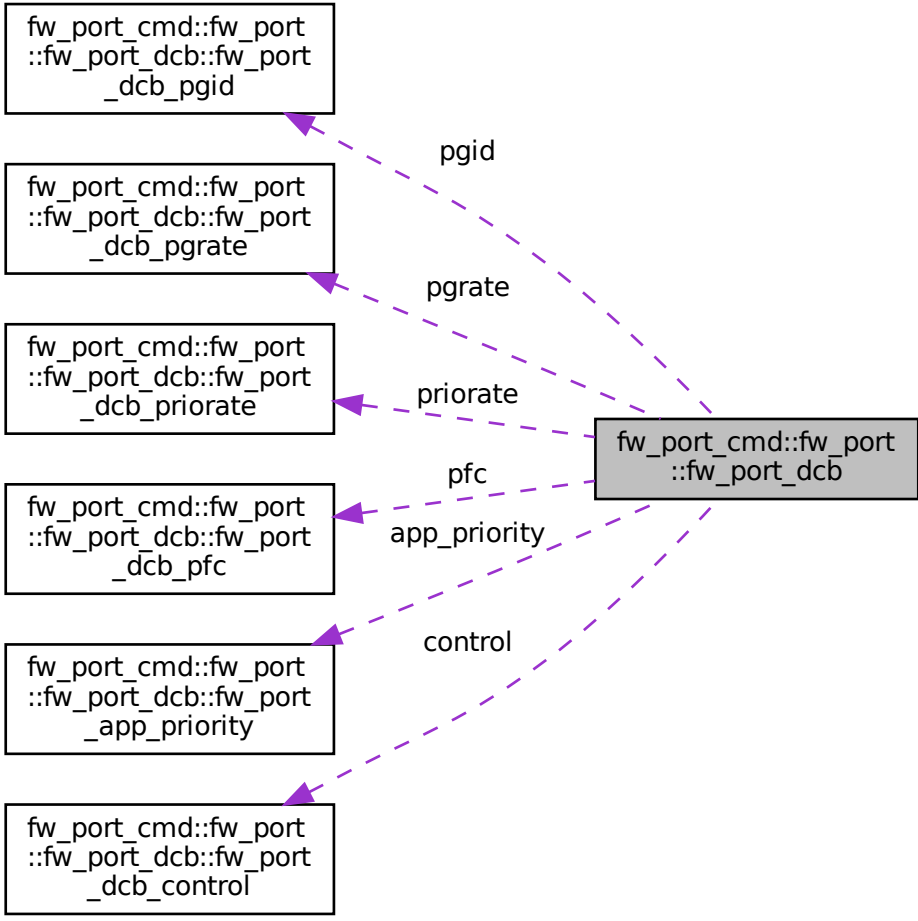 fw_port_cmd::fw_port
::fw_port_dcb::fw_port
_dcb_pgid
pgid
fw_port_cmd::fw_port
::fw_port_dcb::fw_port
_dcb_pgrate
pgrate
fw_port_cmd::fw_port
::fw_port_dcb::fw_port
_dcb_priorate
priorate
fw_port_cmd::fw_port
::fw_port_dcb
pfc
fw_port_cmd::fw_port
::fw_port_dcb::fw_port
_dcb_pfc
app_priority
fw_port_cmd::fw_port
::fw_port_dcb::fw_port
_app_priority
control
fw_port_cmd::fw_port
::fw_port_dcb::fw_port
_dcb_control